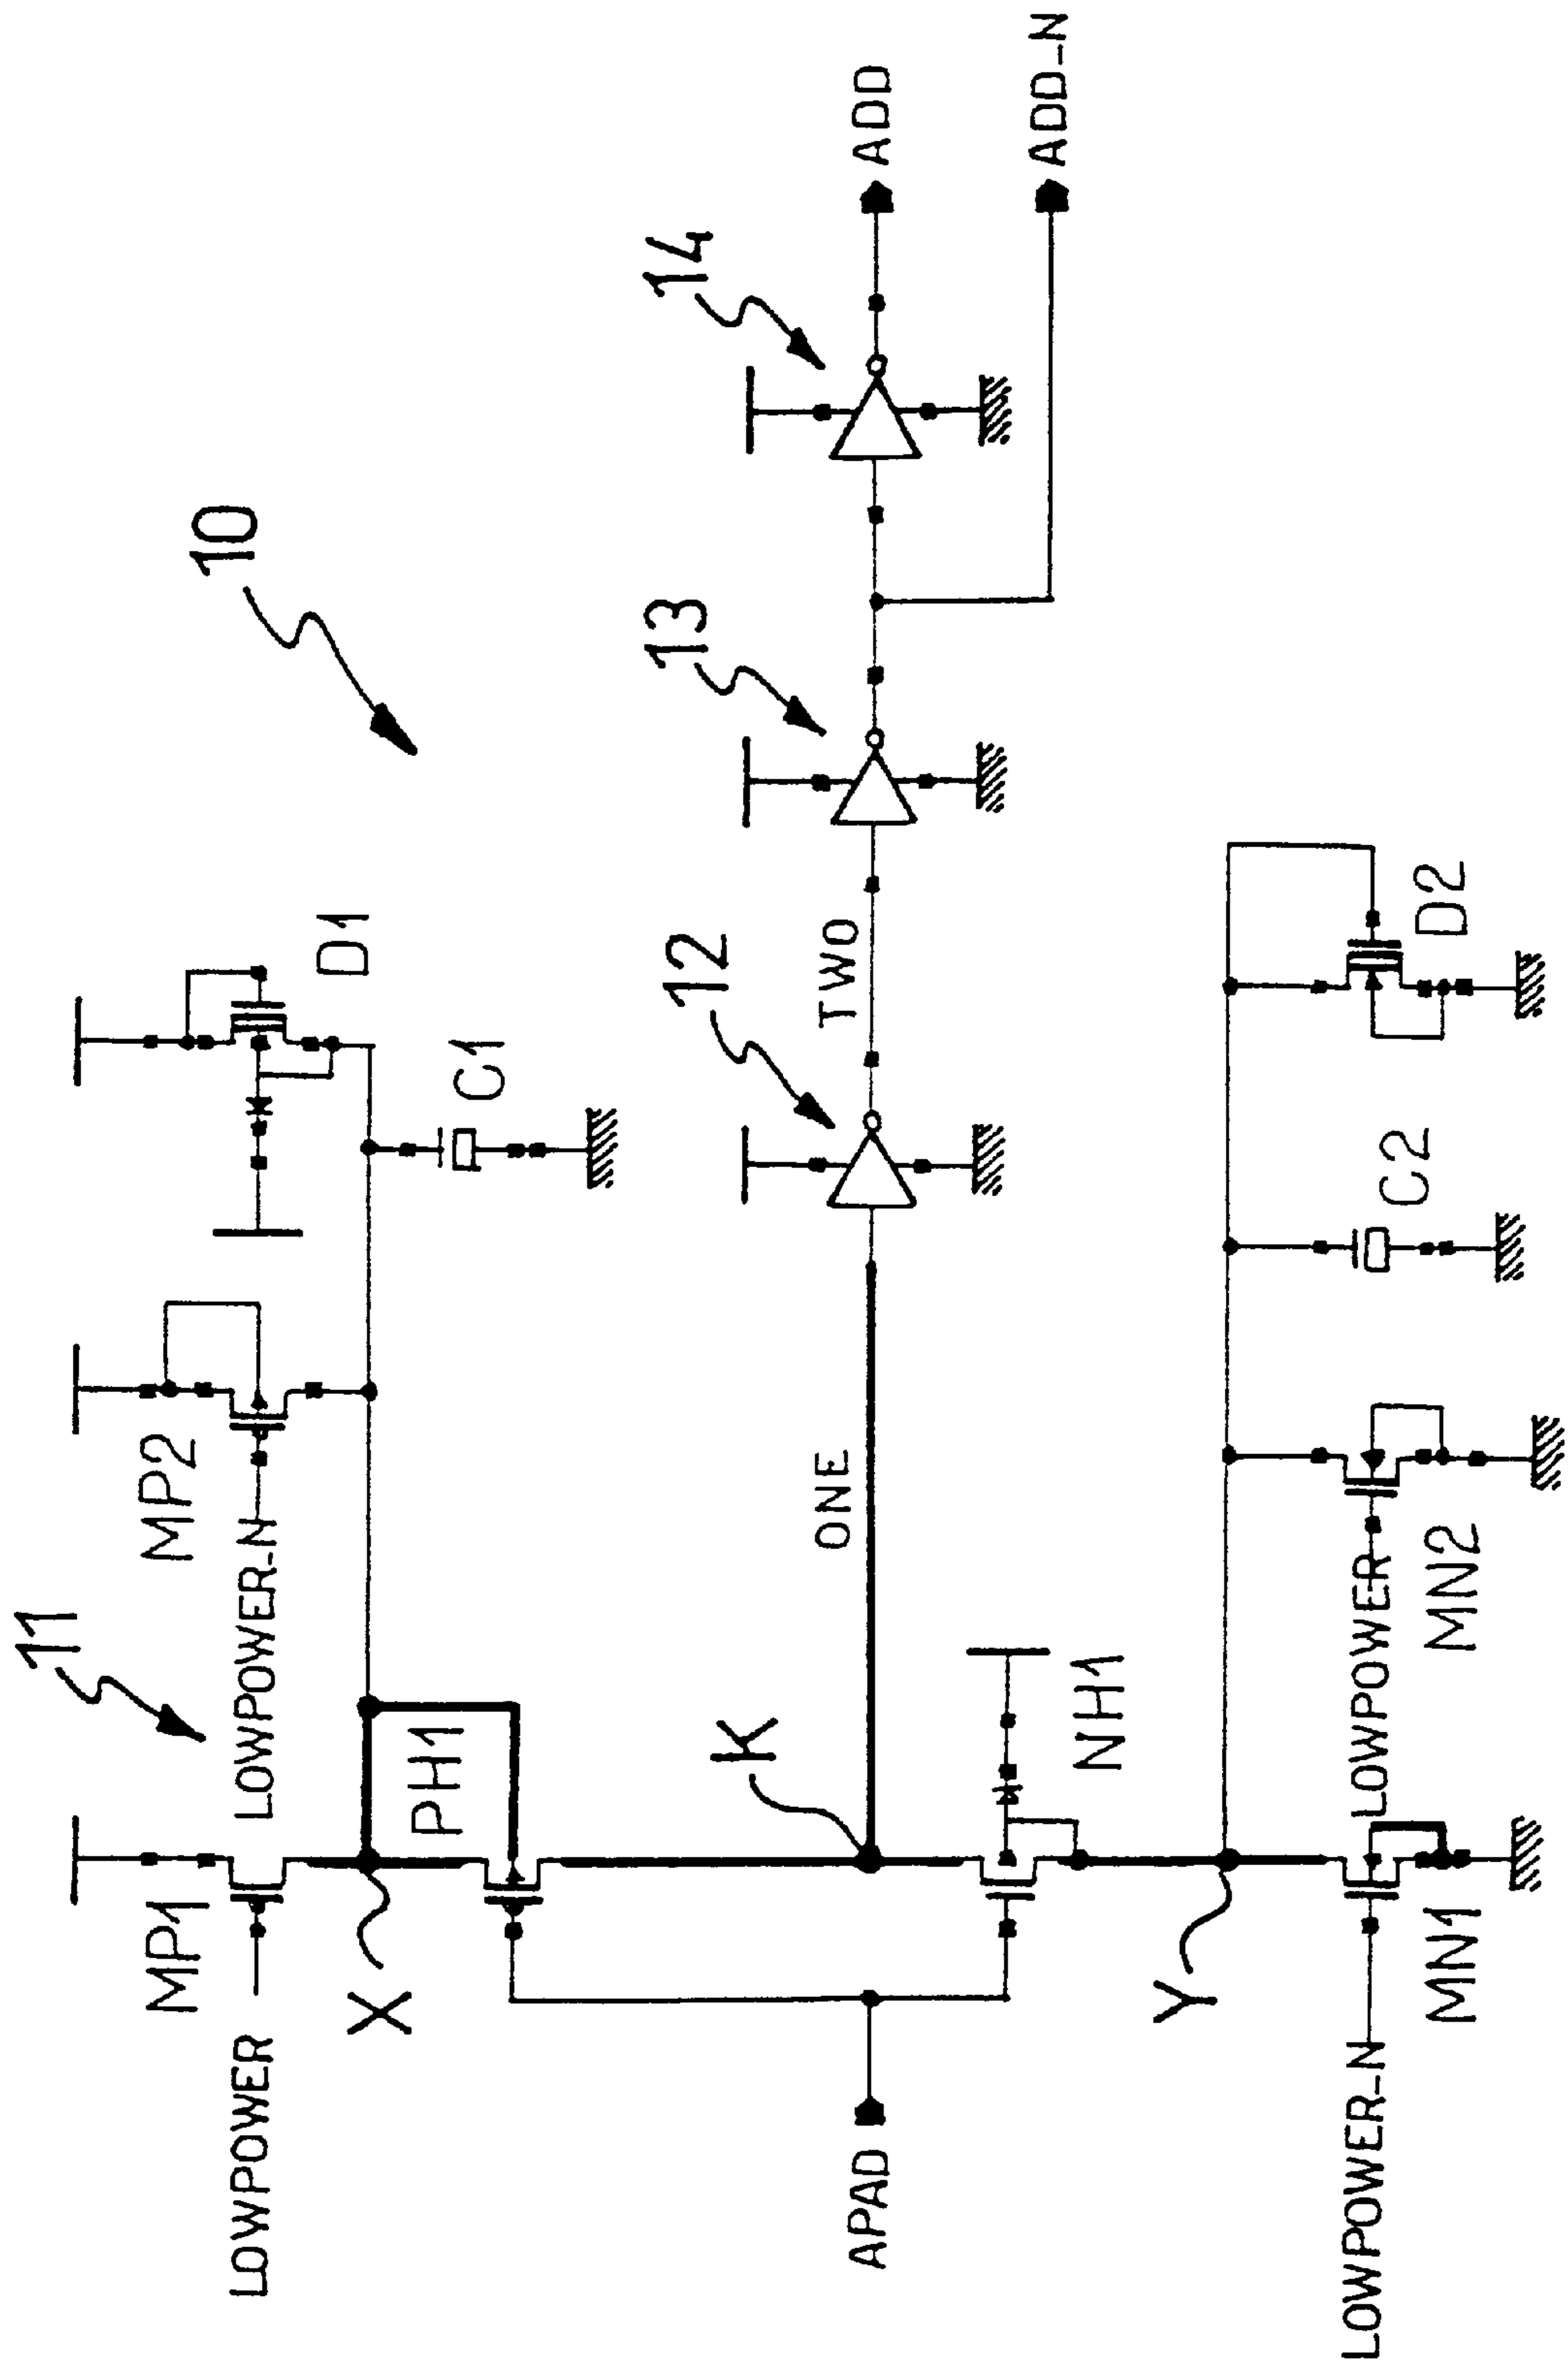 10
11
MP1
LOWPOWER
MP2
LOWPOWER-N
D1
C1
X
PH1
K
ONE
12
TWO
13
14
ADD
ADD-N
APAD
NH1
Y
MN1
LOWPOWER-N
MN2
LOWPOWER
C2
D2